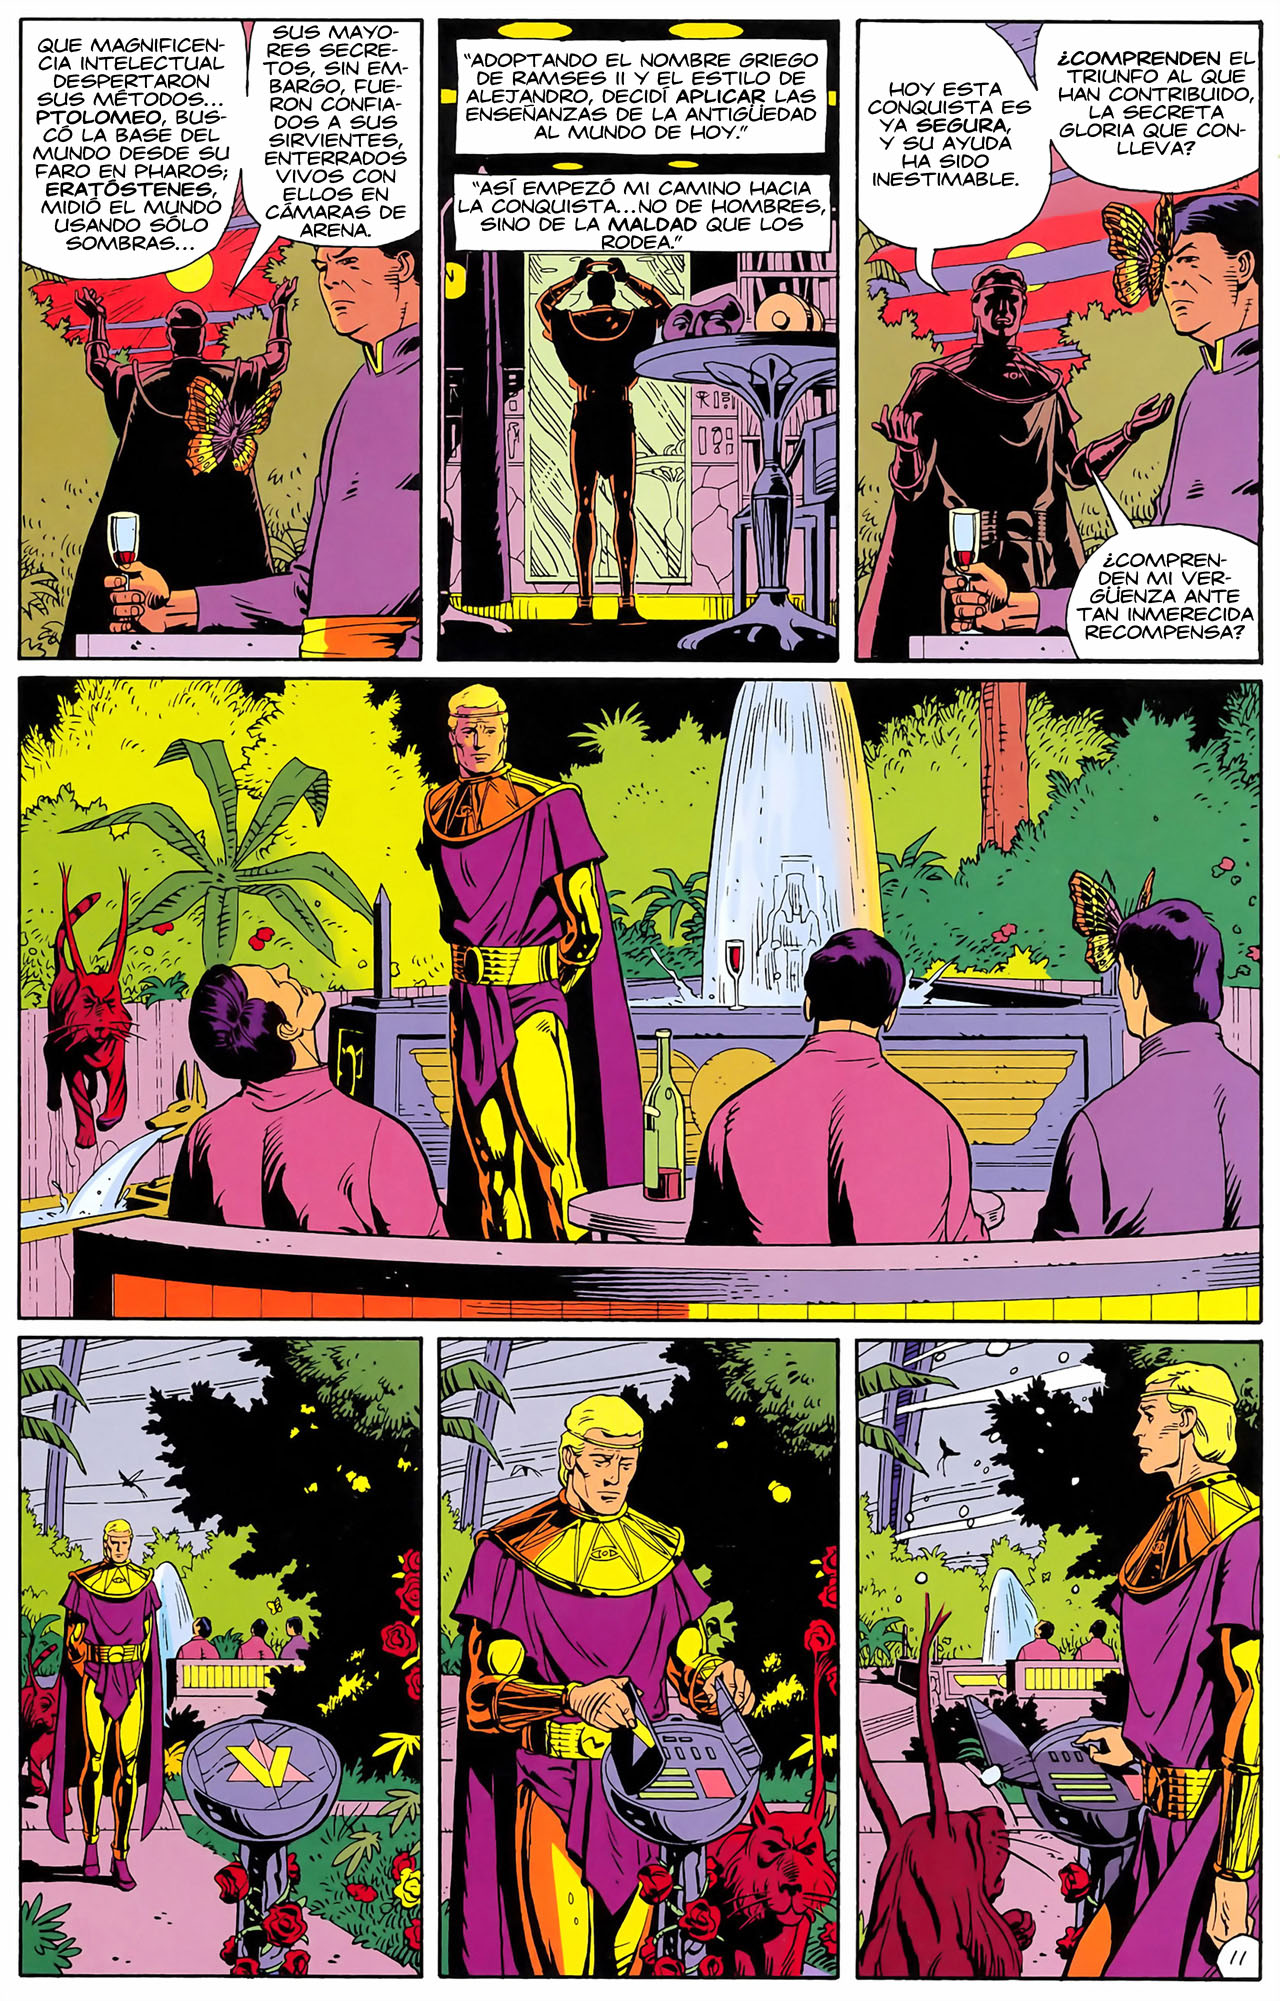 QUE MAGNIFICEN-
CIA INTELECTUAL
DESPERTARON
SUS MÉTODOS...
PTOLOMEO, BUS-
CÓ LA BASE DEL
MUNDO DESDE SU
FARO EN PHAROS;
ERATÓSTENES,
MIDIÓ EL MUNDO
USANDO SÓLO
SOMBRAS...
SUS MAYO-
RES SECRE-
TOS, SIN EM-
BARGO, FUE-
RON CONFIA-
DOS A SUS
SIRVIENTES,
ENTERRADOS
VIVOS CON
ELLOS EN
CÁMARAS DE
ARENA.
"ADOPTANDO EL NOMBRE GRIEGO
DE RAMSES II Y EL ESTILO DE
ALEJANDRO, DECIDÍ APLICAR LAS
ENSEÑANZAS DE LA ANTIGÜEDAD
AL MUNDO DE HOY."
"ASÍ EMPEZÓ MI CAMINO HACIA
LA CONQUISTA...NO DE HOMBRES,
SINO DE LA MALDAD QUE LOS
RODEA."
HOY ESTA
CONQUISTA ES
YA SEGURA,
Y SU AYUDA
HA SIDO
INESTIMABLE.
¿COMPRENDEN EL
TRIUNFO AL QUE
HAN CONTRIBUIDO,
LA SECRETA
GLORIA QUE CON-
LLEVA?
¿COMPREN-
DEN MI VER-
GÜENZA ANTE
TAN INMERECIDA
RECOMPENSA?
V
11